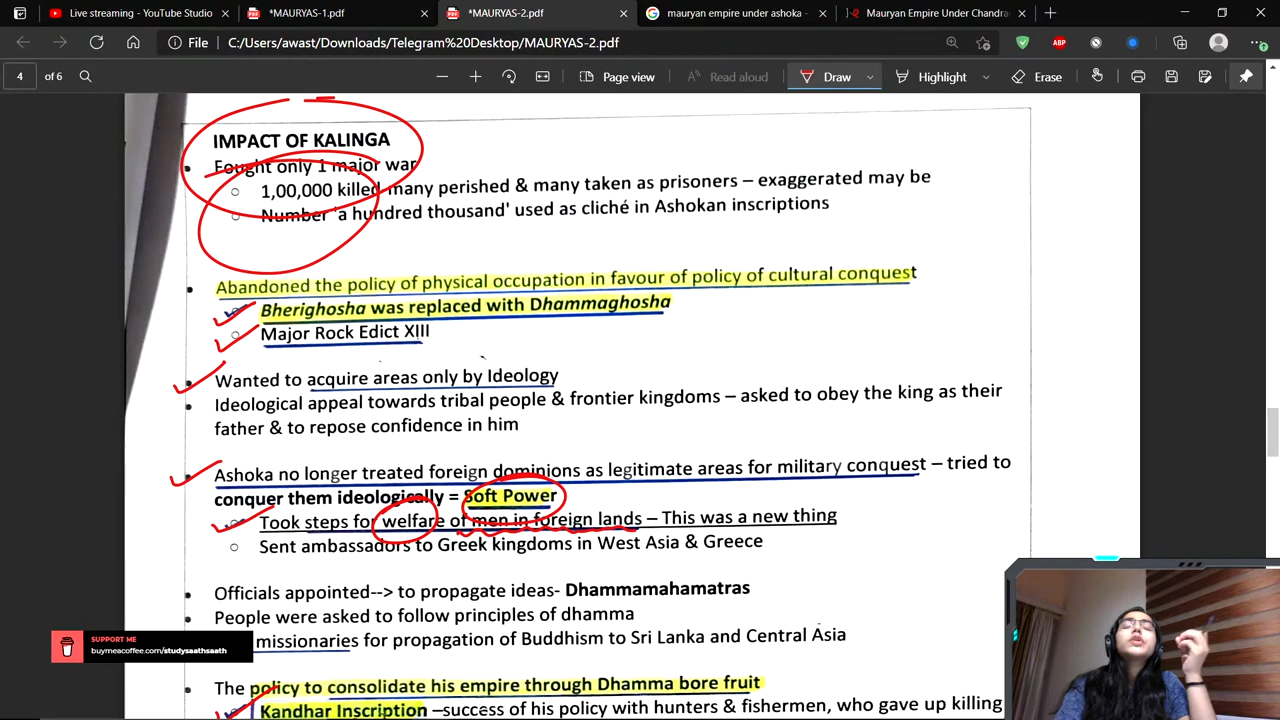 Live streaming - YouTube Studio
*MAURYAS-1.pdf
*MAURYAS-2.pdf
mauryan empire under ashoka -
Mauryan Empire Under Chandra
File C:/Users/awast/Downloads/Telegram%20Desktop/MAURYAS-2.pdf
4 of 6 Page view Read aloud Draw Highlight Erase
IMPACT OF KALINGA
Fought only 1 major war
1,00,000 killed many perished & many taken as prisoners – exaggerated may be
Number 'a hundred thousand' used as cliché in Ashokan inscriptions
Abandoned the policy of physical occupation in favour of policy of cultural conquest
Bherighosha was replaced with Dhammaghosha
Major Rock Edict XIII
Wanted to acquire areas only by Ideology
Ideological appeal towards tribal people & frontier kingdoms – asked to obey the king as their
father & to repose confidence in him
Ashoka no longer treated foreign dominions as legitimate areas for military conquest – tried to
conquer them ideologically = Soft Power
Took steps for welfare of men in foreign lands – This was a new thing
Sent ambassadors to Greek kingdoms in West Asia & Greece
Officials appointed--> to propagate ideas- Dhammamahamatras
People were asked to follow principles of dhamma
missionaries for propagation of Buddhism to Sri Lanka and Central Asia
SUPPORT ME
buymeacoffee.com/studysaathsaath
The policy to consolidate his empire through Dhamma bore fruit
Kandhar Inscription –success of his policy with hunters & fishermen, who gave up killing